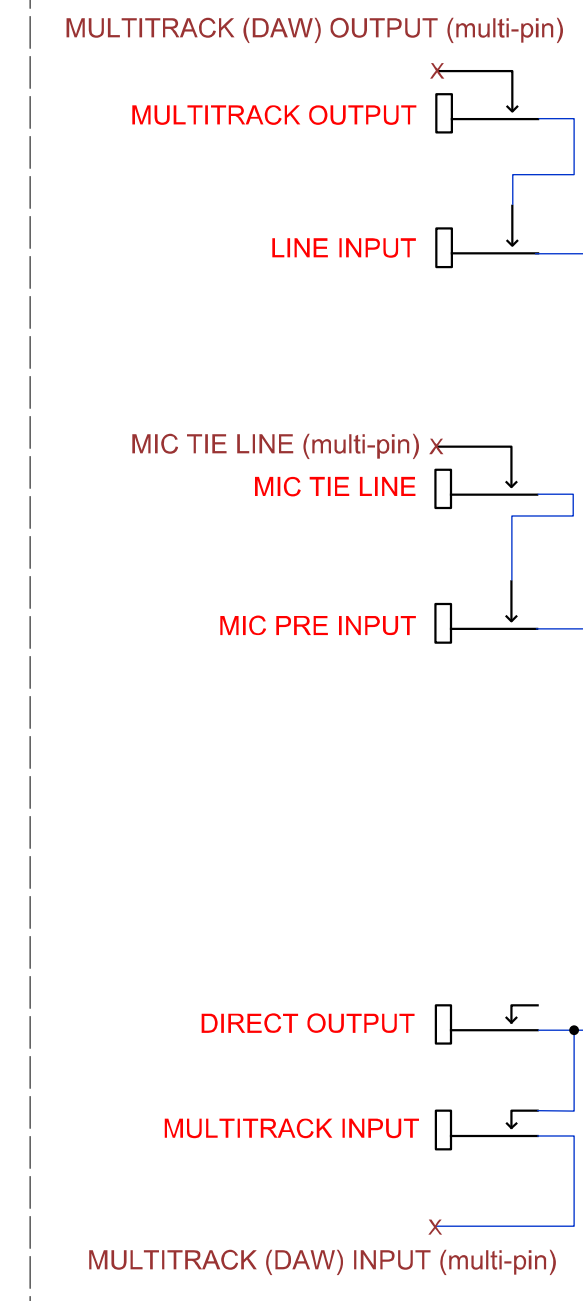 MULTITRACK (DAW) OUTPUT (multi-pin)
X
MULTITRACK OUTPUT
LINE INPUT
MIC TIE LINE (multi-pin) X
MIC TIE LINE
MIC PRE INPUT
DIRECT OUTPUT
MULTITRACK INPUT
X
MULTITRACK (DAW) INPUT (multi-pin)